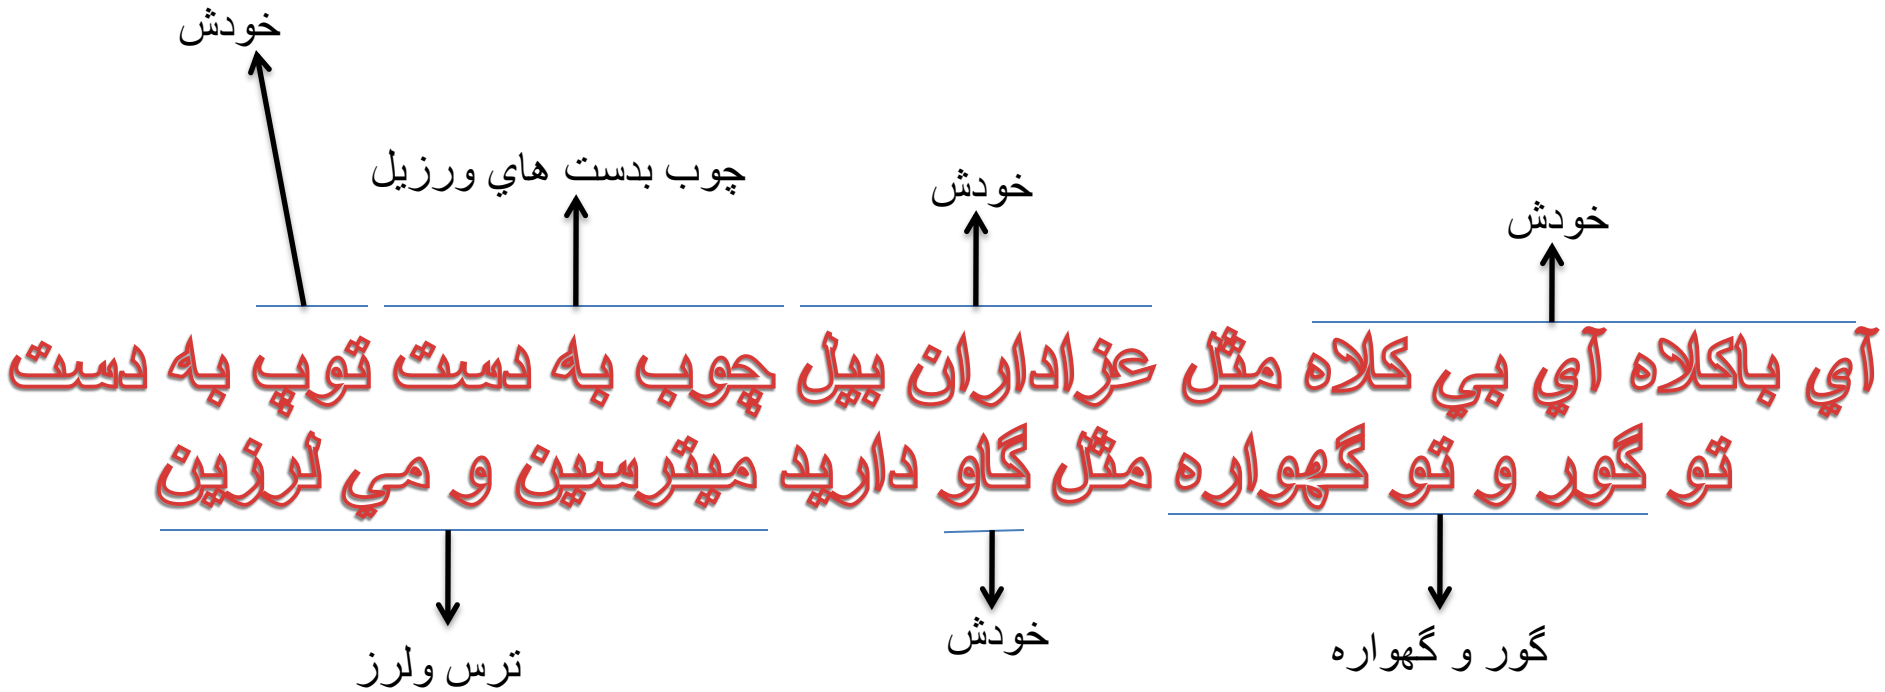 خودش
چوب بدست هاي ورزيل
خودش
خودش
آي باكلاه آي بي كلاه مثل عزاداران بيل چوب به دست توپ به دست
تو گور و تو گهواره مثل گاو داريد ميترسين و مي لرزين
گور و گهواره
خودش
ترس ولرز